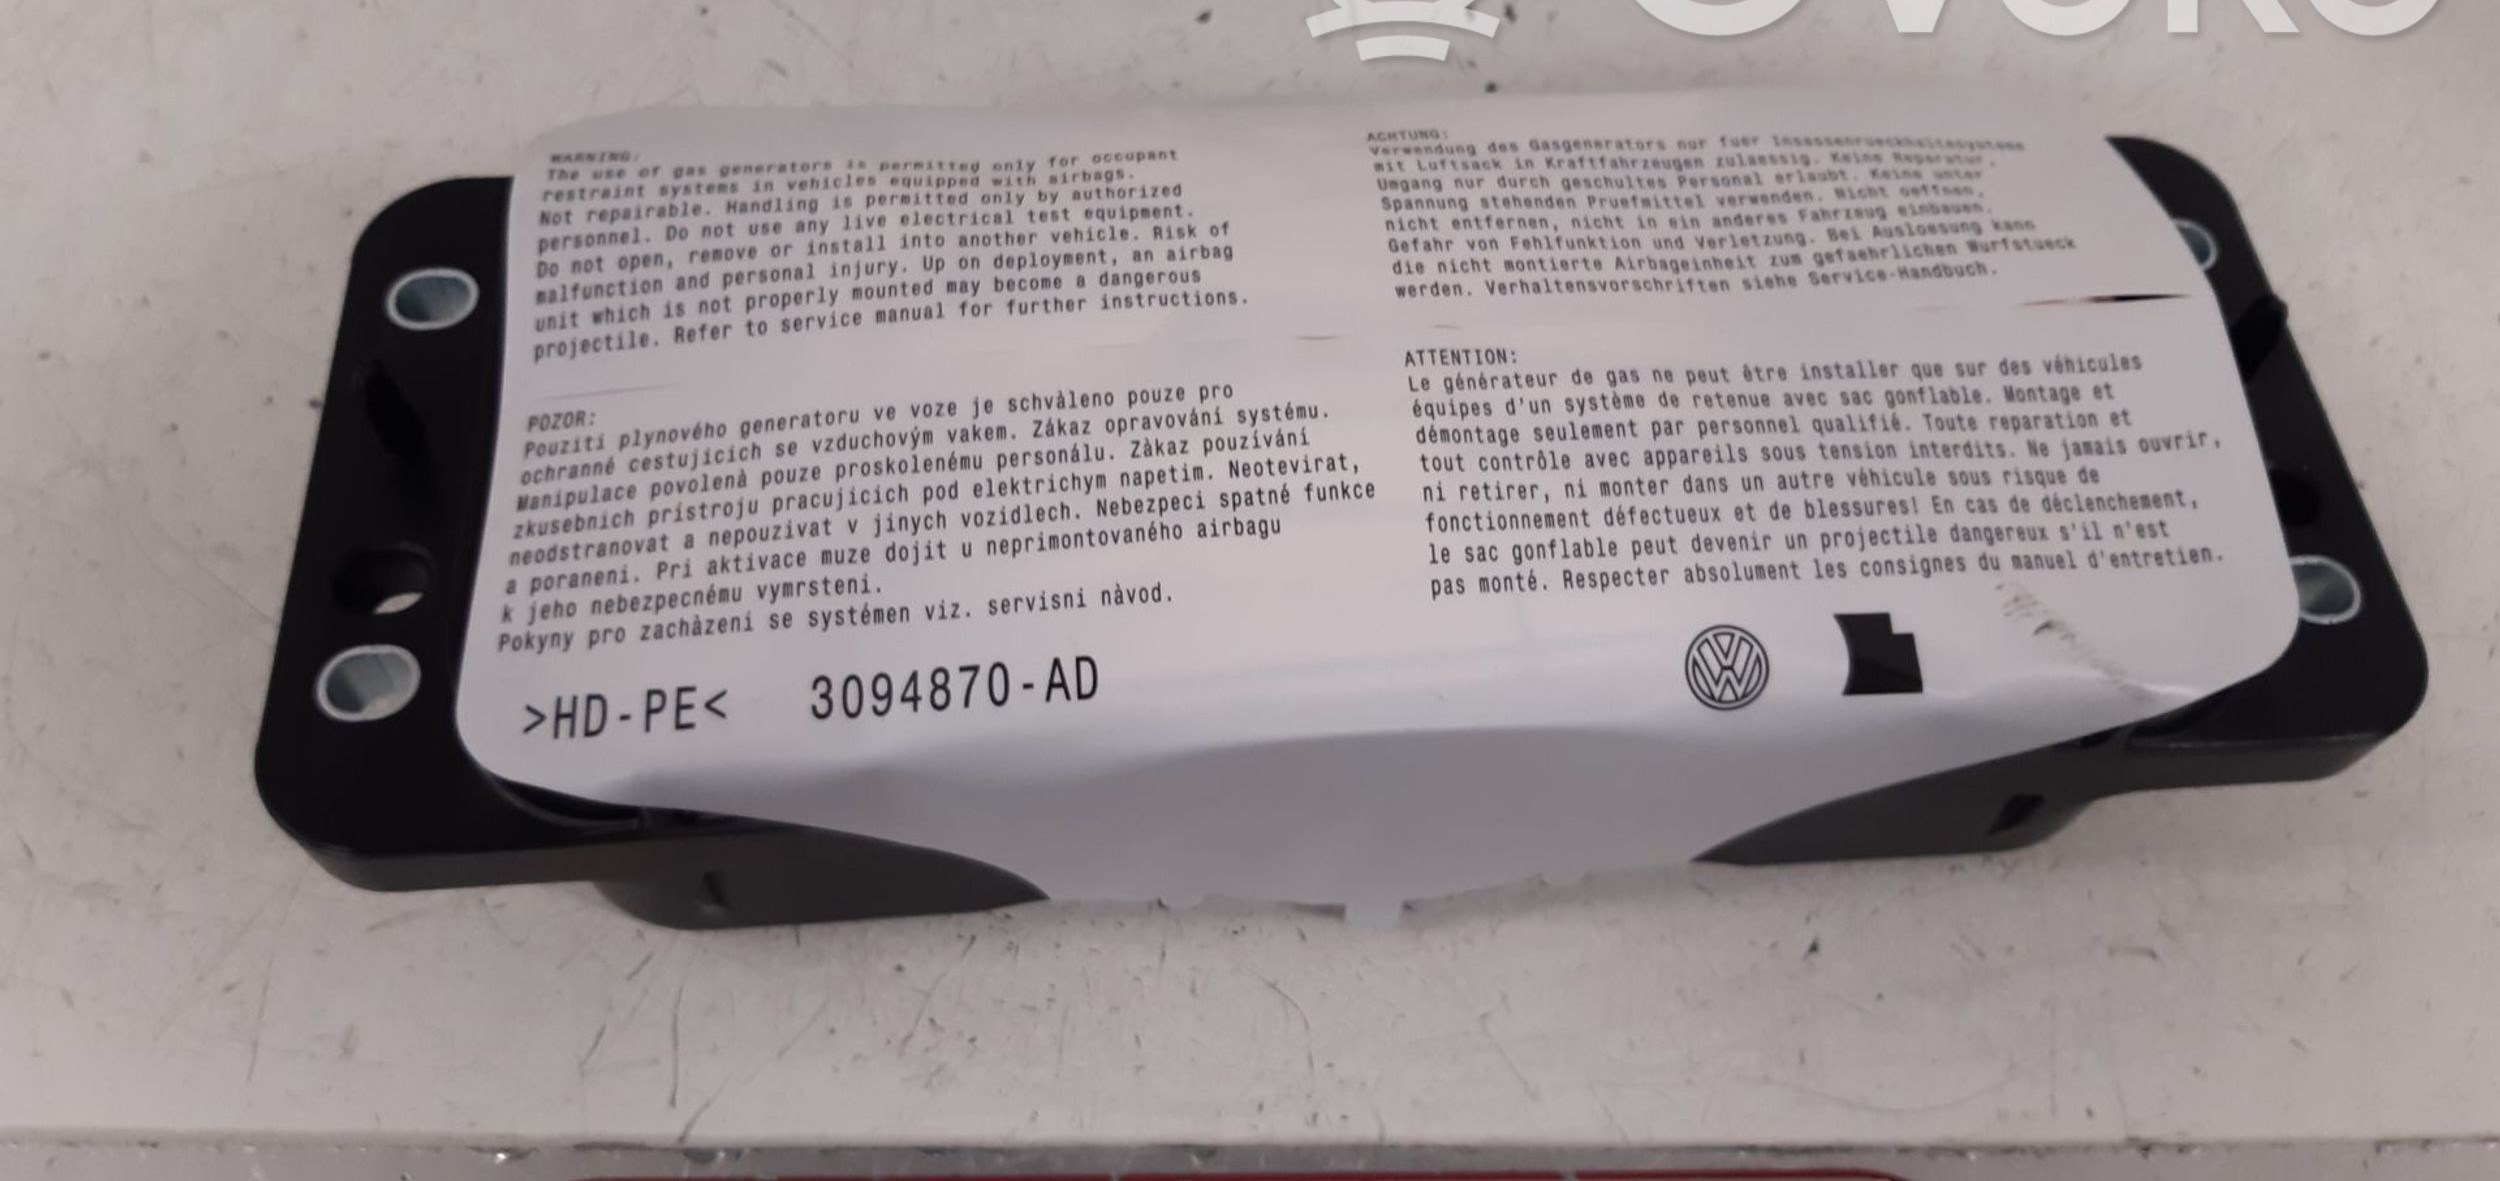 WARNING:
The use of gas generators is permitted only for occupant
restraint systems in vehicles equipped with airbags.
Not repairable. Handling is permitted only by authorized
personnel. Do not use any live electrical test equipment.
Do not open, remove or install into another vehicle. Risk of
malfunction and personal injury. Up on deployment, an airbag
unit which is not properly mounted may become a dangerous
projectile. Refer to service manual for further instructions.
POZOR:
Pouziti plynového generatoru ve voze je schvàleno pouze pro
ochranné cestujicich se vzduchovým vakem. Zákaz opravování systému.
Manipulace povolenà pouze proskolenému personálu. Zàkaz pouzívání
zkusebnich prístroju pracujicich pod elektrichym napetim. Neotevirat,
neodstranovat a nepouzivat v jinych vozidlech. Nebezpeci spatné funkce
a poraneni. Pri aktivace muze dojit u neprimontovaného airbagu
k jeho nebezpecnému vymrsteni.
Pokyny pro zachàzení se systémen viz. servisni nàvod.
>HD-PE< 3094870-AD
ACHTUNG:
Verwendung des Gasgenerators nur fuer Insassenrueckhaltesysteme
mit Luftsack in Kraftfahrzeugen zulaessig. Keine Reparatur.
Umgang nur durch geschultes Personal erlaubt. Keine unter
Spannung stehenden Pruefmittel verwenden. Nicht oeffnen,
nicht entfernen, nicht in ein anderes Fahrzeug einbauen.
Gefahr von Fehlfunktion und Verletzung. Bei Ausloesung kann
die nicht montierte Airbageinheit zum gefaehrlichen Wurfstueck
werden. Verhaltensvorschriften siehe Service-Handbuch.
ATTENTION:
Le générateur de gas ne peut être installer que sur des véhicules
équipes d'un système de retenue avec sac gonflable. Montage et
démontage seulement par personnel qualifié. Toute reparation et
tout contrôle avec appareils sous tension interdits. Ne jamais ouvrir,
ni retirer, ni monter dans un autre véhicule sous risque de
fonctionnement défectueux et de blessures! En cas de déclenchement,
le sac gonflable peut devenir un projectile dangereux s'il n'est
pas monté. Respecter absolument les consignes du manuel d'entretien.